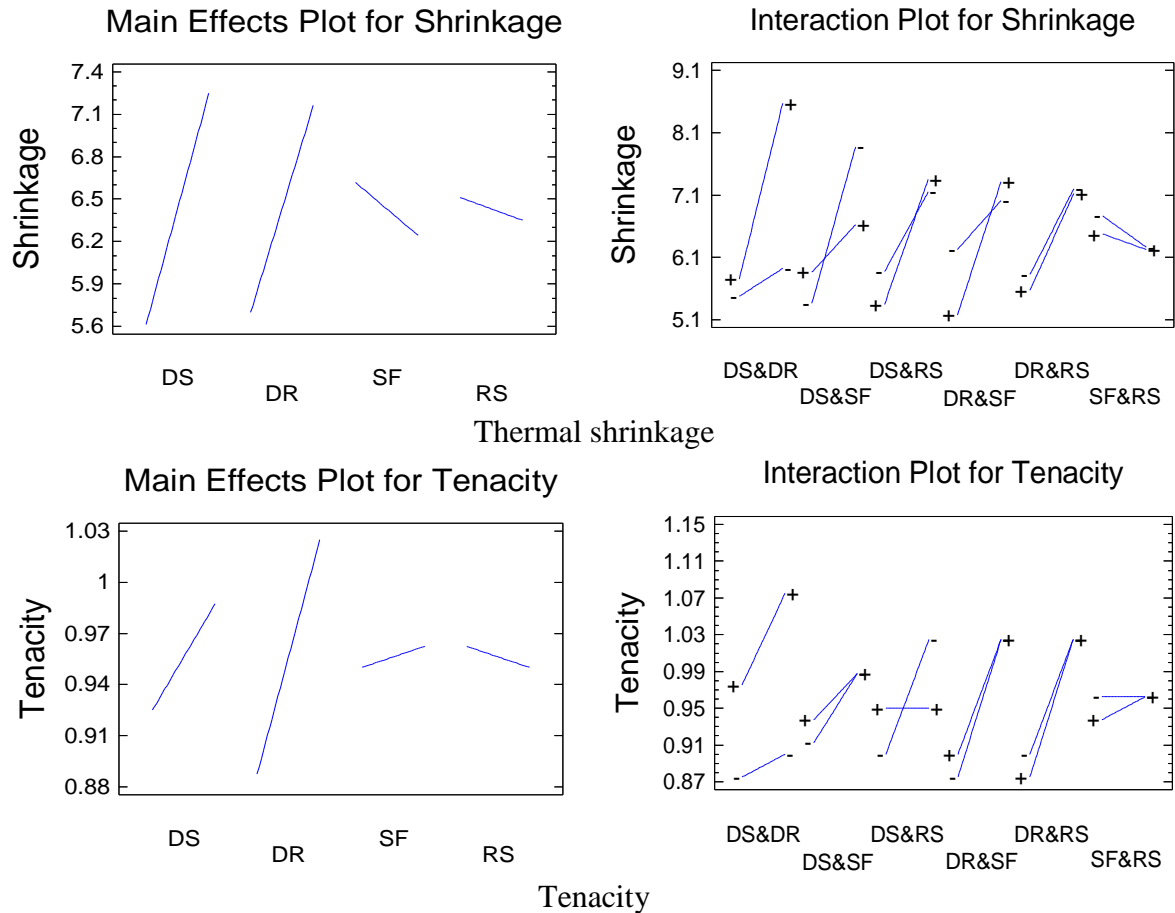 Main Effects Plot for Shrinkage
Shrinkage
7.4
7.1
6.8
6.5
6.2
5.9
5.6
DS
DR
SF
RS
Interaction Plot for Shrinkage
Shrinkage
9.1
8.1
7.1
6.1
5.1
DS&DR
DS&SF
DS&RS
DR&SF
DR&RS
SF&RS
Thermal shrinkage
Main Effects Plot for Tenacity
Tenacity
1.03
1
0.97
0.94
0.91
0.88
DS
DR
SF
RS
Interaction Plot for Tenacity
Tenacity
1.15
1.11
1.07
1.03
0.99
0.95
0.91
0.87
DS&DR
DS&SF
DS&RS
DR&SF
DR&RS
SF&RS
Tenacity